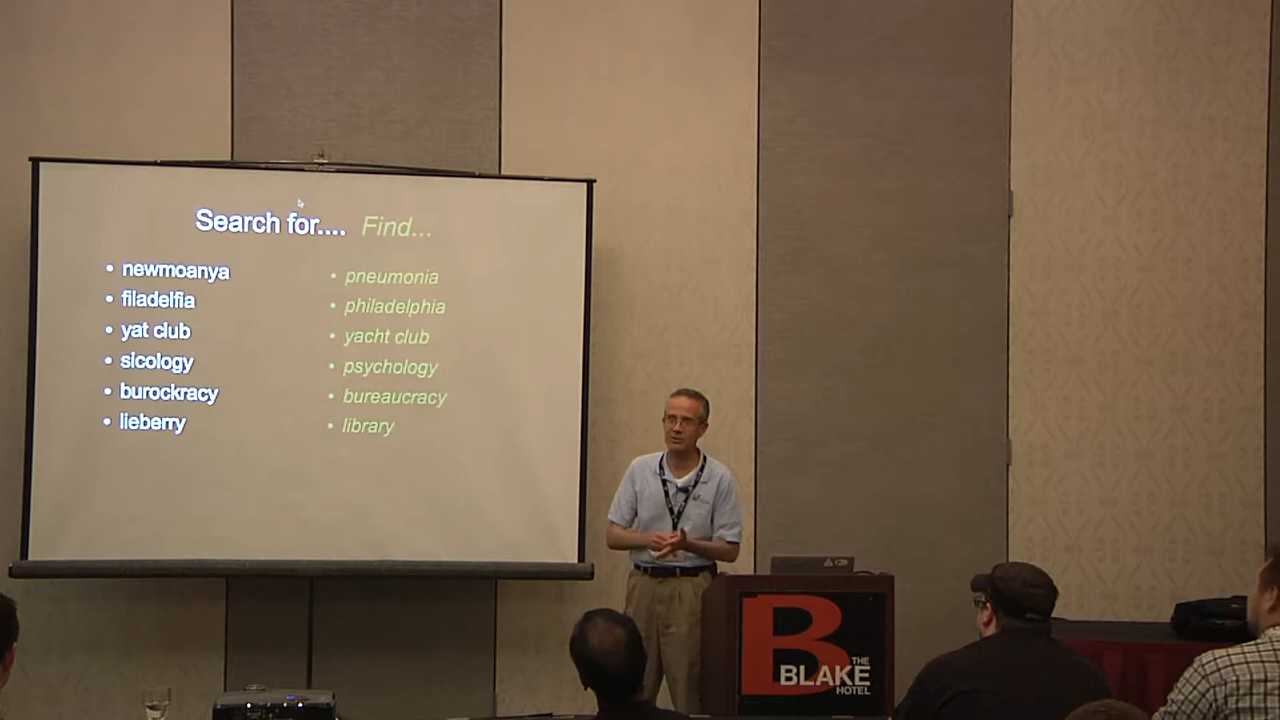 Search for.... Find...
• newmoanya
• filadelfia
• yat club
• sicology
• burockracy
• lieberry
• pneumonia
• philadelphia
• yacht club
• psychology
• bureaucracy
• library
B
THE
BLAKE
HOTEL